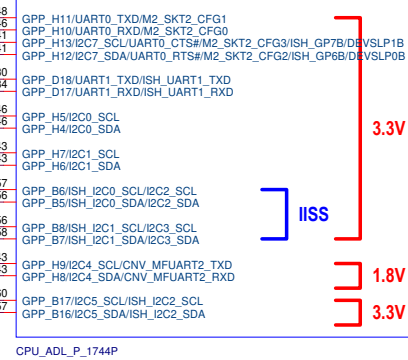 GPP_H11/UART0_TXD/M2_SKT2_CFG1
GPP_H10/UART0_RXD/M2_SKT2_CFG0
GPP_H13/I2C7_SCL/UART0_CTS#/M2_SKT2_CFG3/ISH_GP7B/DEVSLP1B
GPP_H12/I2C7_SDA/UART0_RTS#/M2_SKT2_CFG2/ISH_GP6B/DEVSLP0B
GPP_D18/UART1_TXD/ISH_UART1_TXD
GPP_D17/UART1_RXD/ISH_UART1_RXD
GPP_H5/I2C0_SCL
GPP_H4/I2C0_SDA
3.3V
GPP_H7/I2C1_SCL
GPP_H6/I2C1_SDA
GPP_B6/ISH_I2C0_SCL/I2C2_SCL
GPP_B5/ISH_I2C0_SDA/I2C2_SDA
IISS
GPP_B8/ISH_I2C1_SCL/I2C3_SCL
GPP_B7/ISH_I2C1_SDA/I2C3_SDA
GPP_H9/I2C4_SCL/CNV_MFUART2_TXD
GPP_H8/I2C4_SDA/CNV_MFUART2_RXD
1.8V
GPP_B17/I2C5_SCL/ISH_I2C2_SCL
GPP_B16/I2C5_SDA/ISH_I2C2_SDA
3.3V
CPU_ADL_P_1744P